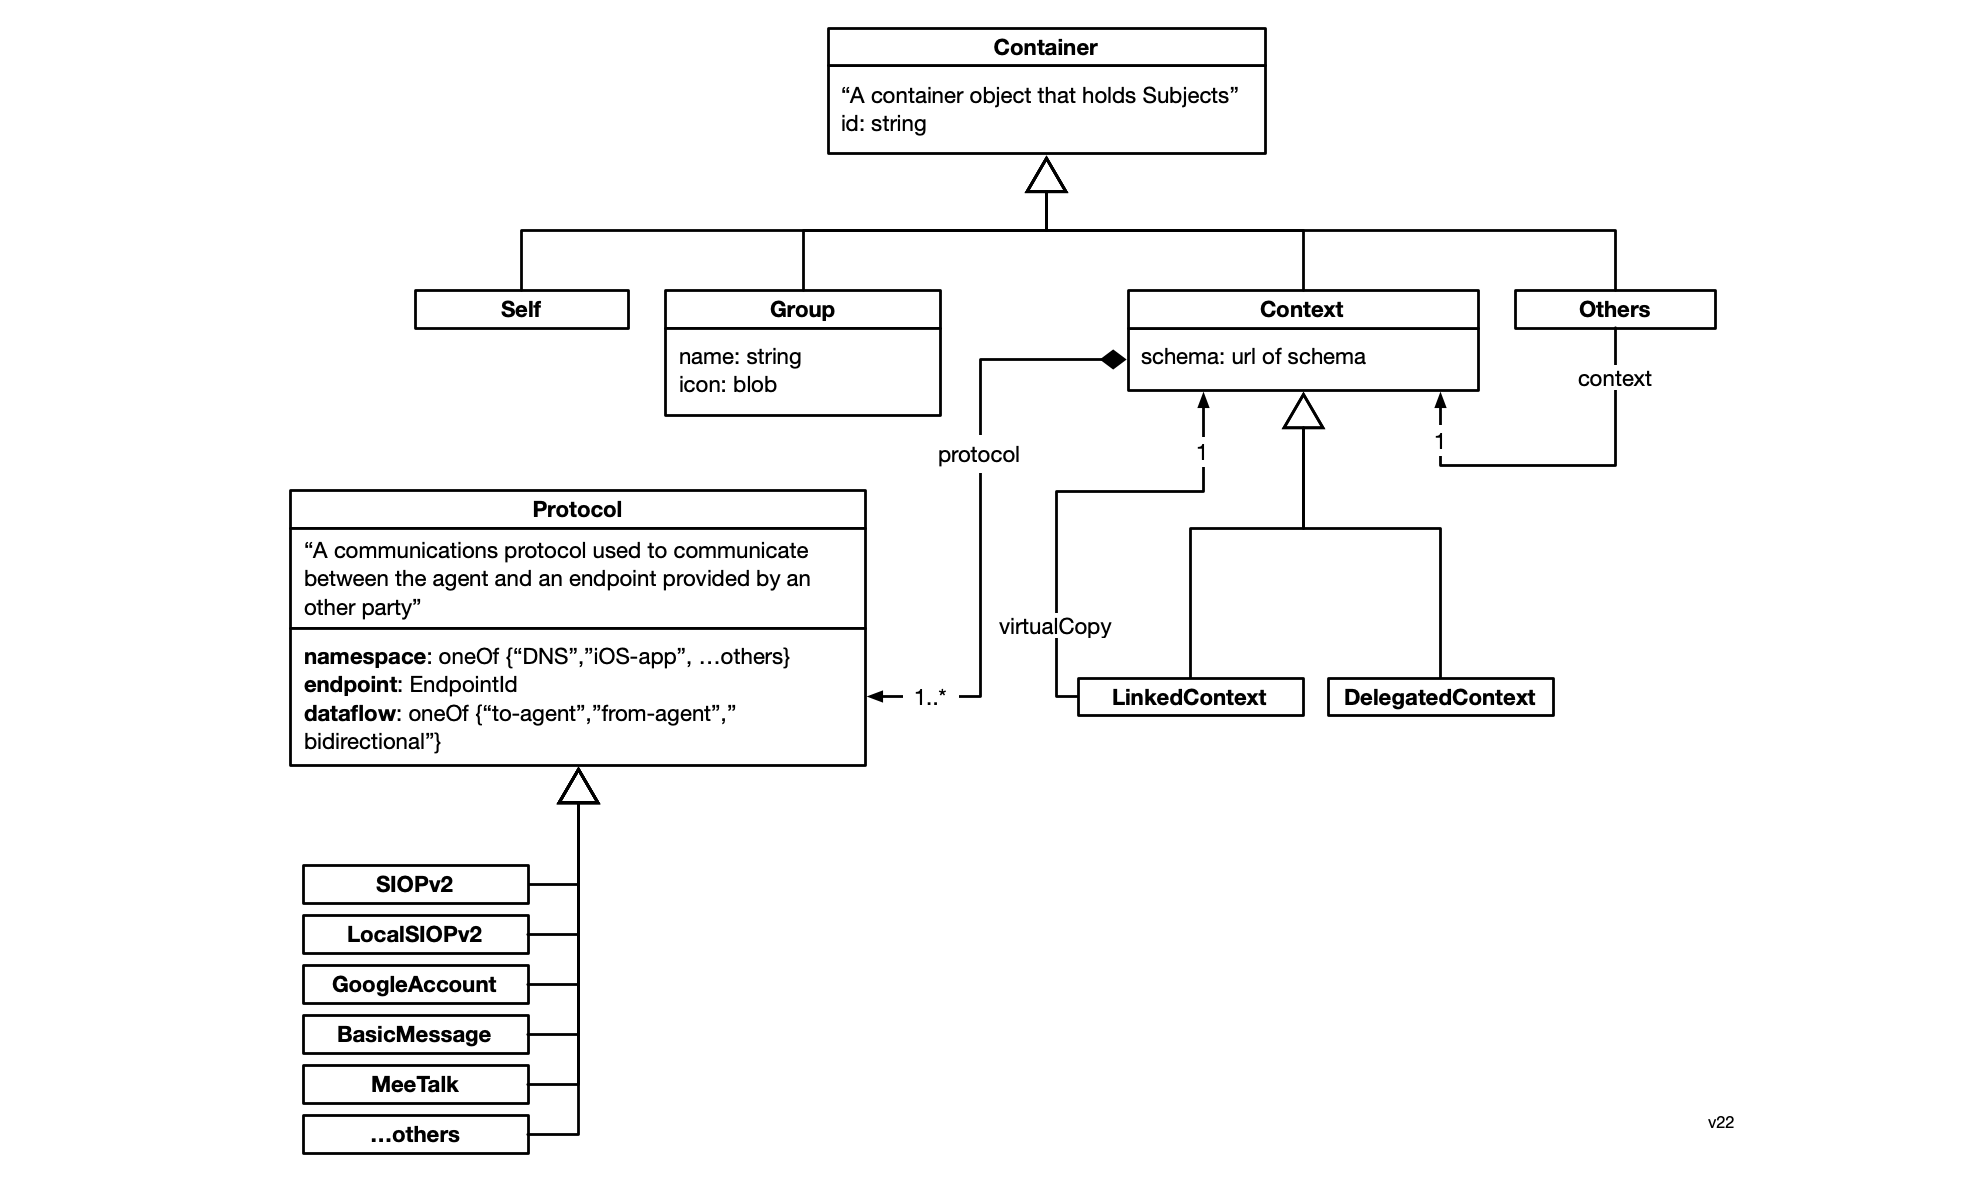 Container
“A container object that holds Subjects”
id: string
Self
Group
name: string
icon: blob
Context
schema: url of schema
Others
context
1
1
protocol
virtualCopy
1..*
LinkedContext
DelegatedContext
Protocol
“A communications protocol used to communicate
between the agent and an endpoint provided by an
other party”
namespace: oneOf {“DNS”,”iOS-app”, …others}
endpoint: EndpointId
dataflow: oneOf {“to-agent”,”from-agent”,”
bidirectional”}
SIOPv2
LocalSIOPv2
GoogleAccount
BasicMessage
MeeTalk
…others
v22